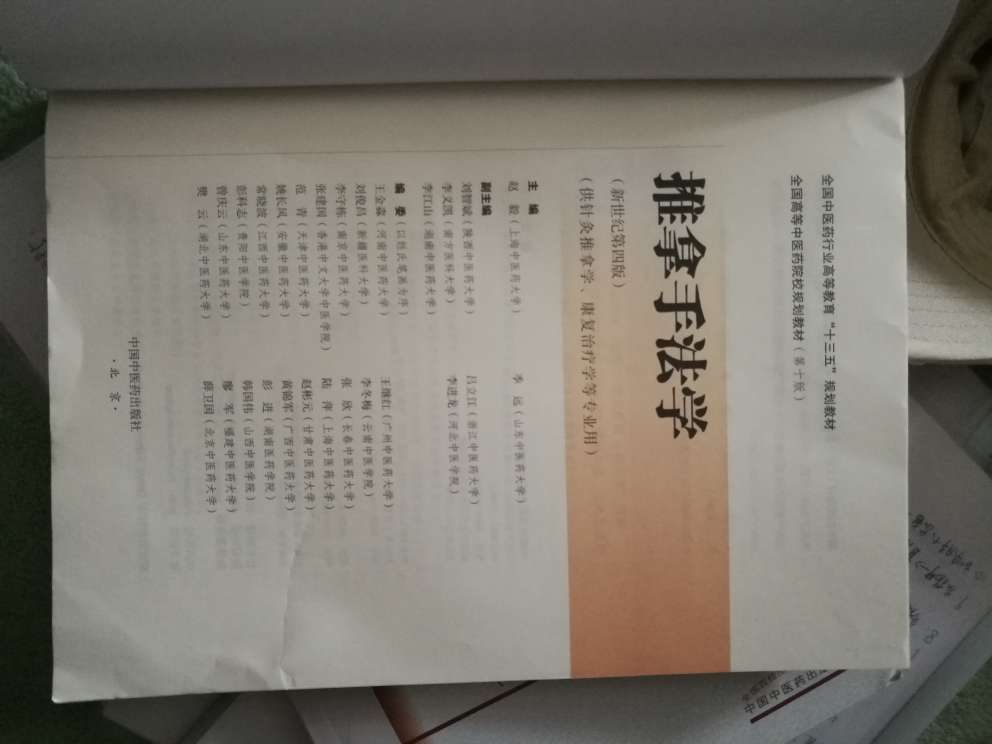 全国中医药行业高等教育“十三五”规划教材
全国高等中医药院校规划教材（第十版）
推拿手法学
（新世纪第四版）
（供针灸推拿学、康复治疗学等专业用）
主 编
赵 毅（上海中医药大学） 季 远（山东中医药大学）
副主编
刘智斌（陕西中医药大学） 吕立江（浙江中医药大学）
李义凯（南方医科大学） 李进龙（河北中医学院）
李江山（湖南中医药大学）
编 委（以姓氏笔画为序）
王金淼（河南中医药大学） 王继红（广州中医药大学）
刘俊昌（新疆医科大学） 李冬梅（云南中医学院）
李守栋（南京中医药大学） 张 欣（长春中医药大学）
张建国（香港中文大学中医学院） 陆 萍（上海中医药大学）
范 青（天津中医药大学） 赵彬元（甘肃中医药大学）
姚长风（安徽中医药大学） 黄锦军（广西中医药大学）
常晓波（江西中医药大学） 彭 进（湖南医药学院）
彭科志（贵阳中医学院） 韩国伟（山西中医学院）
曾庆云（山东中医药大学） 廖 军（福建中医药大学）
樊 云（湖北中医药大学） 薛卫国（北京中医药大学）
中国中医药出版社
·北 京·
中国中医药出